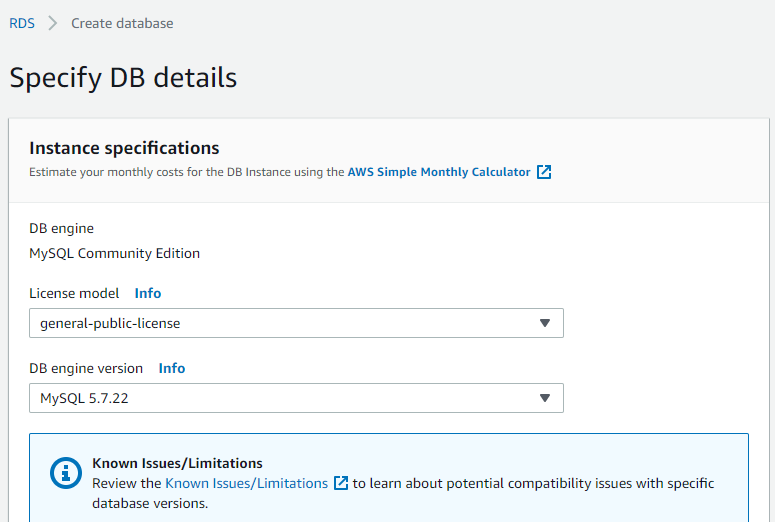 RDS > Create database
Specify DB details
Instance specifications
Estimate your monthly costs for the DB Instance using the AWS Simple Monthly Calculator
DB engine
MySQL Community Edition
License model Info
general-public-license
DB engine version Info
MySQL 5.7.22
Known Issues/Limitations
Review the Known Issues/Limitations to learn about potential compatibility issues with specific
database versions.